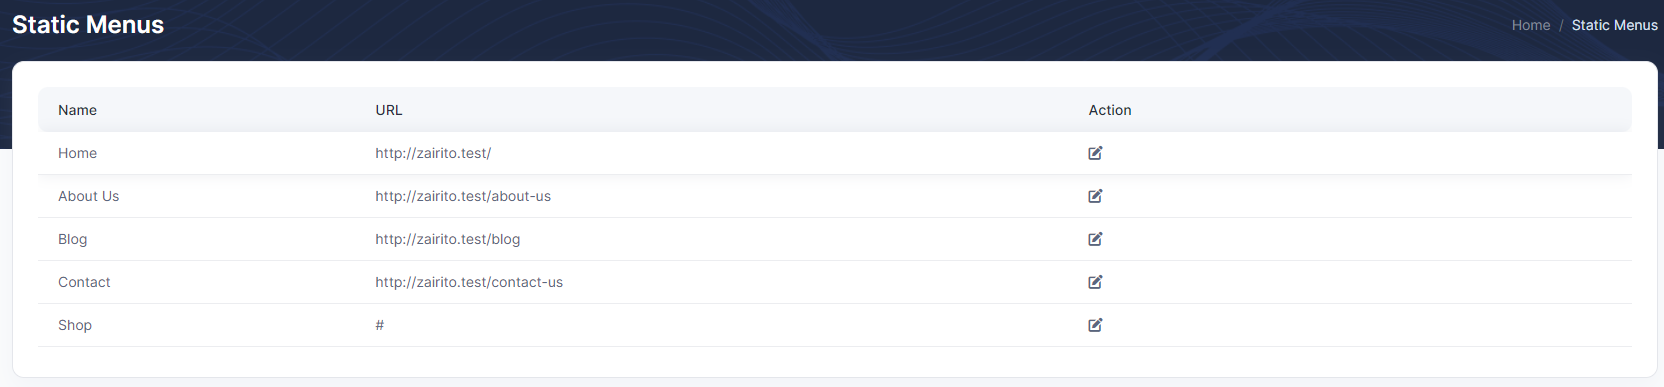 Static Menus
Home / Static Menus
Name URL Action
Home http://zairito.test/
About Us http://zairito.test/about-us
Blog http://zairito.test/blog
Contact http://zairito.test/contact-us
Shop #